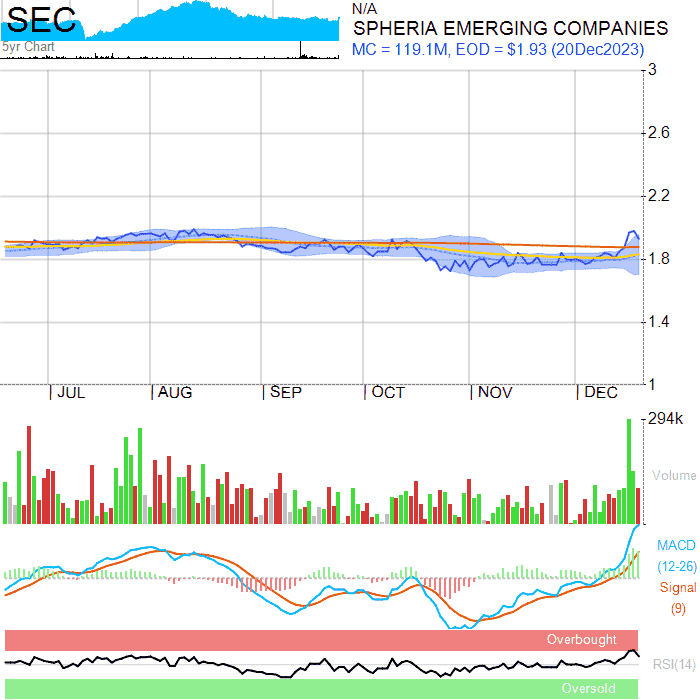 SEC
5yr Chart
N/A
SPHERIA EMERGING COMPANIES
MC = 119.1M, EOD = $1.93 (20Dec2023)
3
2.6
2.2
1.8
1.4
1
JUL
AUG
SEP
OCT
NOV
DEC
294k
Volume
MACD
(12-26)
Signal
(9)
Overbought
RSI(14)
Oversold